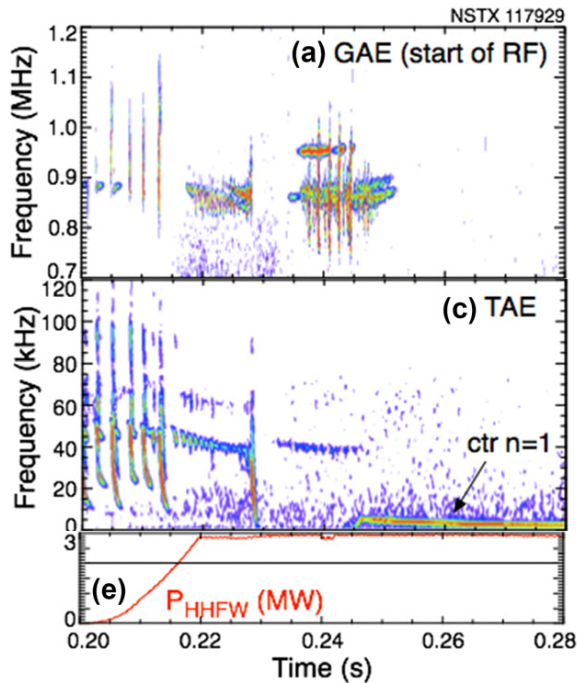 NSTX 117929
(a) GAE (start of RF)
Frequency (MHz)
1.2
1.1
1.0
0.9
0.8
0.7
(c) TAE
Frequency (kHz)
120
100
80
60
40
20
0
ctr n=1
3
0
(e)
P_HHFW (MW)
0.20 0.22 0.24 0.26 0.28
Time (s)